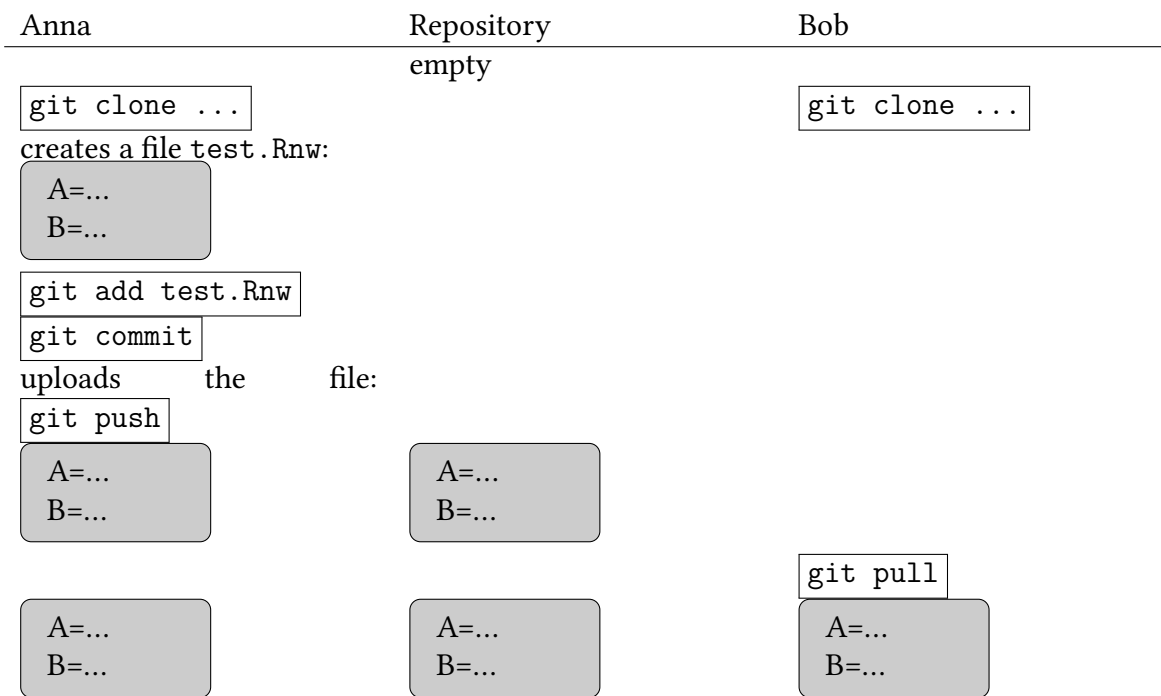 Anna Repository Bob
empty
git clone ... git clone ...
creates a file test.Rnw:
A=...
B=...
git add test.Rnw
git commit
uploads the file:
git push
A=... A=...
B=... B=...
git pull
A=... A=... A=...
B=... B=... B=...